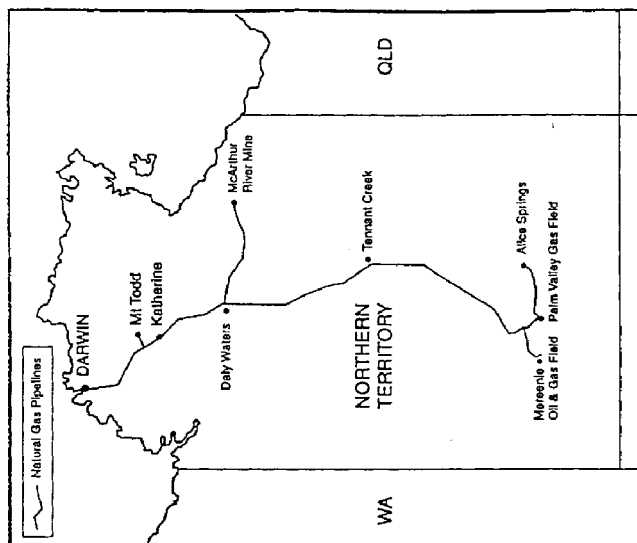 Natural Gas Pipelines
DARWIN
Mt Todd
Katherine
Daly Waters
McArthur
River Mine
Tennant Creek
NORTHERN
TERRITORY
WA
QLD
Alice Springs
Mereenie
Oil & Gas Field
Palm Valley Gas Field